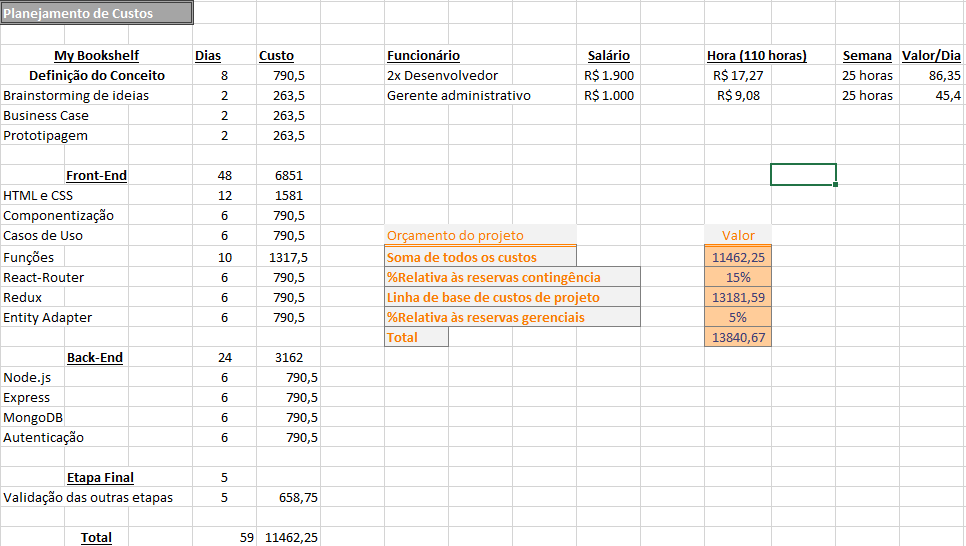 Planejamento de Custos
My Bookshelf Dias Custo Funcionário Salário Hora (110 horas) Semana Valor/Dia
Definição do Conceito 8 790,5 2x Desenvolvedor R$ 1.900 R$ 17,27 25 horas 86,35
Brainstorming de ideias 2 263,5 Gerente administrativo R$ 1.000 R$ 9,08 25 horas 45,4
Business Case 2 263,5
Prototipagem 2 263,5
Front-End 48 6851
HTML e CSS 12 1581
Componentização 6 790,5
Casos de Uso 6 790,5 Orçamento do projeto Valor
Funções 10 1317,5 Soma de todos os custos 11462,25
React-Router 6 790,5 %Relativa às reservas contingência 15%
Redux 6 790,5 Linha de base de custos de projeto 13181,59
Entity Adapter 6 790,5 %Relativa às reservas gerenciais 5%
Total 13840,67
Back-End 24 3162
Node.js 6 790,5
Express 6 790,5
MongoDB 6 790,5
Autenticação 6 790,5
Etapa Final 5
Validação das outras etapas 5 658,75
Total 59 11462,25